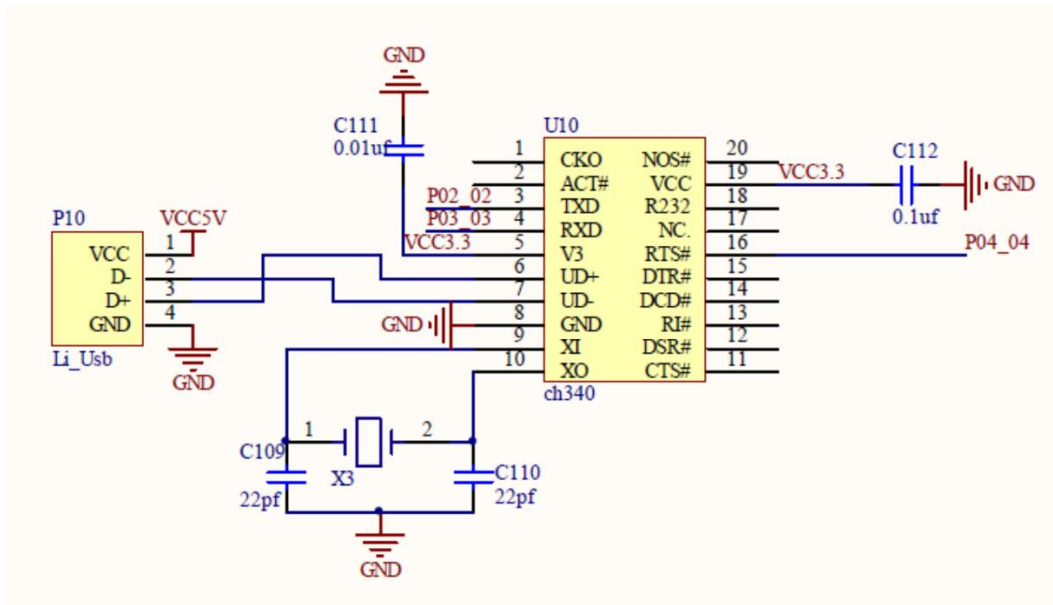 GND
C111
0.01uf
U10
1 CKO NOS# 20
2 ACT# VCC 19 VCC3.3
P02_02 3 TXD R232 18
P03_03 4 RXD NC. 17
VCC3.3 5 V3 RTS# 16 P04_04
6 UD+ DTR# 15
7 UD- DCD# 14
GND 8 GND RI# 13
9 XI DSR# 12
10 XO CTS# 11
ch340
C112
0.1uf
GND
P10
VCC5V
VCC 1
D- 2
D+ 3
GND 4
Li_Usb
GND
1 2
X3
C109
22pf
C110
22pf
GND